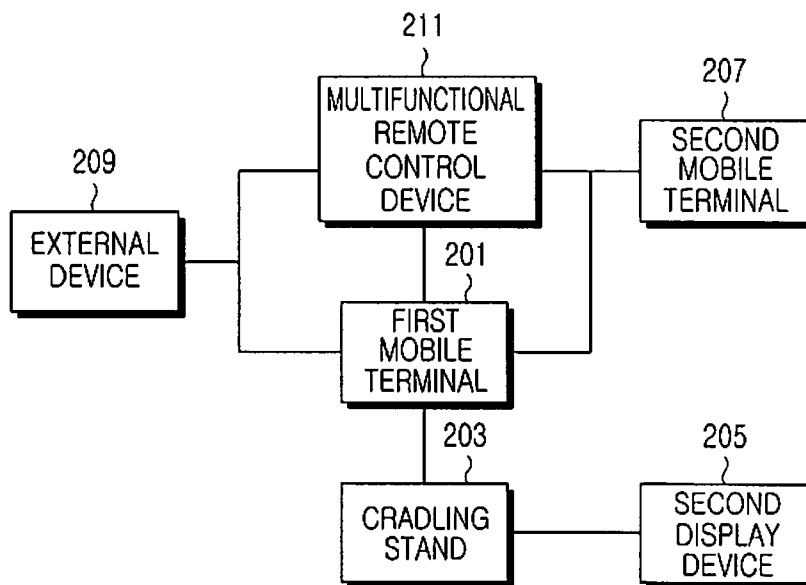 211
MULTIFUNCTIONAL
REMOTE
CONTROL
DEVICE
207
SECOND
MOBILE
TERMINAL
209
EXTERNAL
DEVICE
201
FIRST
MOBILE
TERMINAL
203
CRADLING
STAND
205
SECOND
DISPLAY
DEVICE